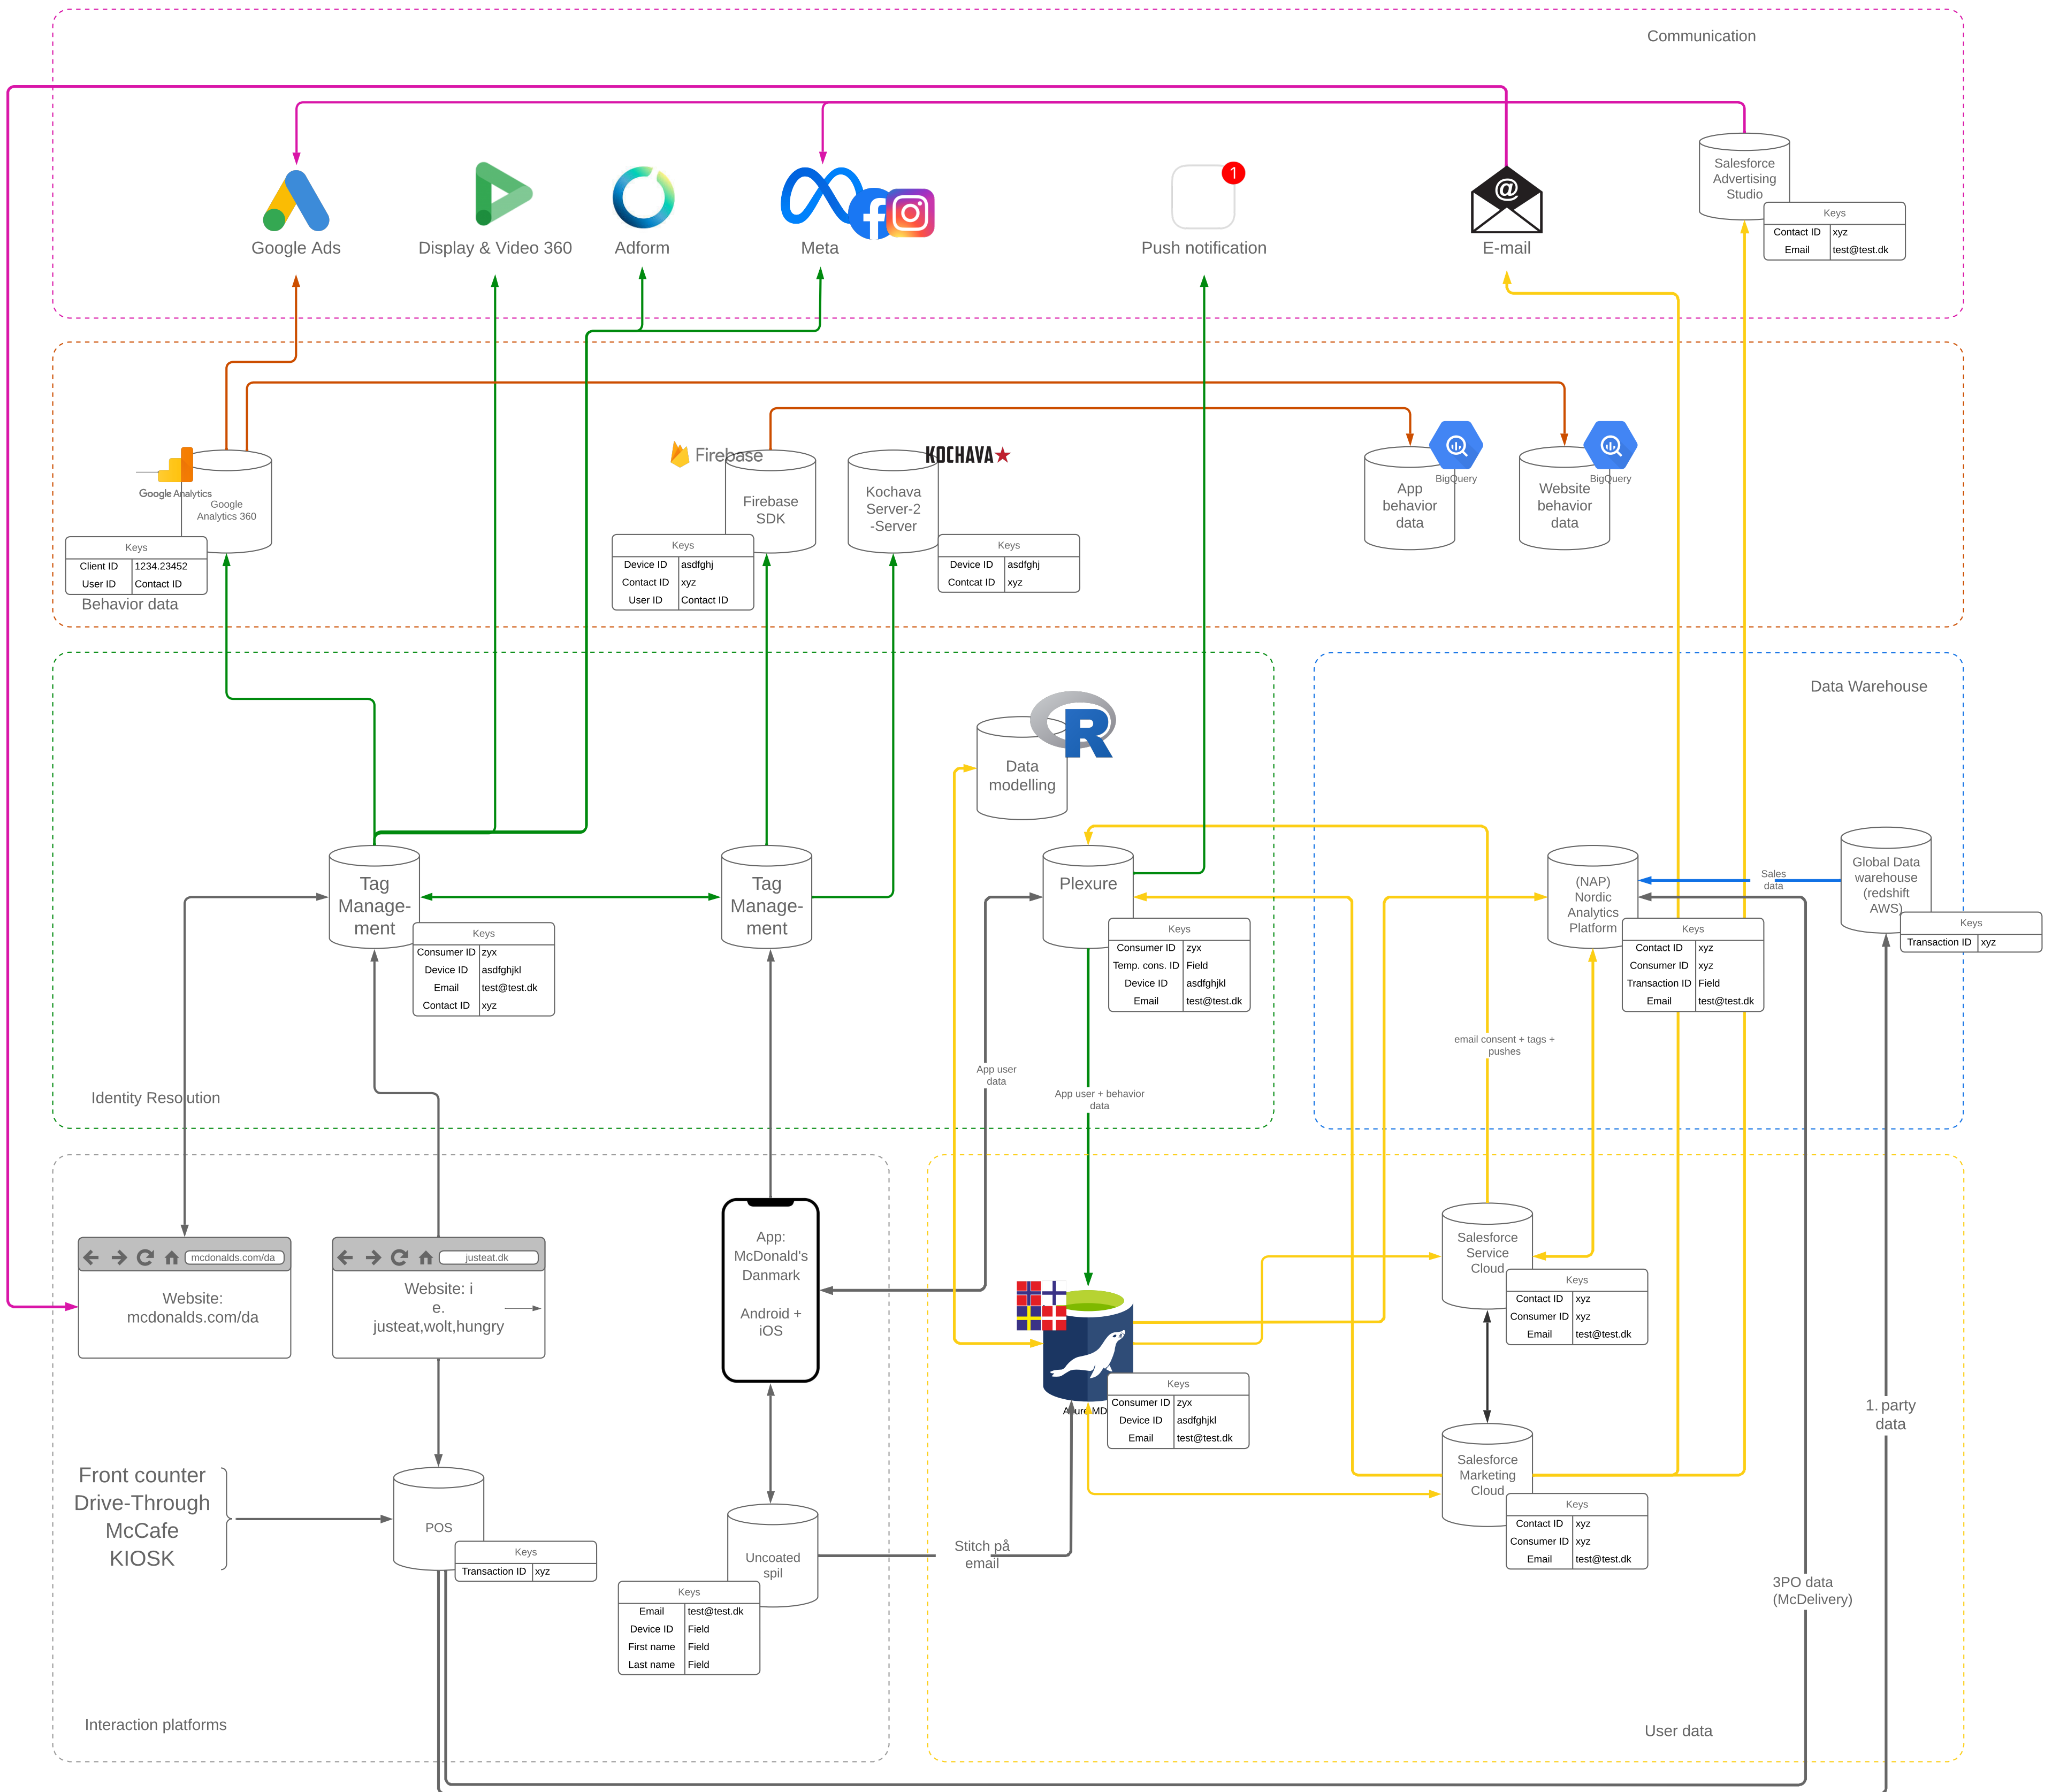 Communication
Salesforce
Advertising
Studio
Keys
Contact ID xyz
Email test@test.dk
1
@
Google Ads
Display & Video 360
Adform
Meta
Push notification
E-mail
Google Analytics
Google
Analytics 360
Keys
Client ID 1234.23452
User ID Contact ID
Behavior data
Firebase
Firebase
SDK
Keys
Device ID asdfghj
Contact ID xyz
User ID Contact ID
KOCHAVA
Kochava
Server-2
-Server
Keys
Device ID asdfghj
Contcat ID xyz
BigQuery
App
behavior
data
BigQuery
Website
behavior
data
Data Warehouse
R
Data
modelling
Tag
Manage-
ment
Keys
Consumer ID zyx
Device ID asdfghjkl
Email test@test.dk
Contact ID xyz
Tag
Manage-
ment
Plexure
Keys
Consumer ID zyx
Temp. cons. ID Field
Device ID asdfghjkl
Email test@test.dk
(NAP)
Nordic
Analytics
Platform
Keys
Contact ID xyz
Consumer ID xyz
Transaction ID Field
Email test@test.dk
Sales
data
Global Data
warehouse
(redshift
AWS)
Keys
Transaction ID xyz
email consent + tags +
pushes
App user
data
App user + behavior
data
Identity Resolution
mcdonalds.com/da
Website:
mcdonalds.com/da
justeat.dk
Website: i
e.
justeat,wolt,hungry
App:
McDonald's
Danmark
Android +
iOS
Salesforce
Service
Cloud
Keys
Contact ID xyz
Consumer ID xyz
Email test@test.dk
Azure MD
Keys
Consumer ID zyx
Device ID asdfghjkl
Email test@test.dk
1. party
data
Salesforce
Marketing
Cloud
Keys
Contact ID xyz
Consumer ID xyz
Email test@test.dk
Front counter
Drive-Through
McCafe
KIOSK
POS
Keys
Transaction ID xyz
Uncoated
spil
Keys
Email test@test.dk
Device ID Field
First name Field
Last name Field
Stitch på
email
3PO data
(McDelivery)
Interaction platforms
User data